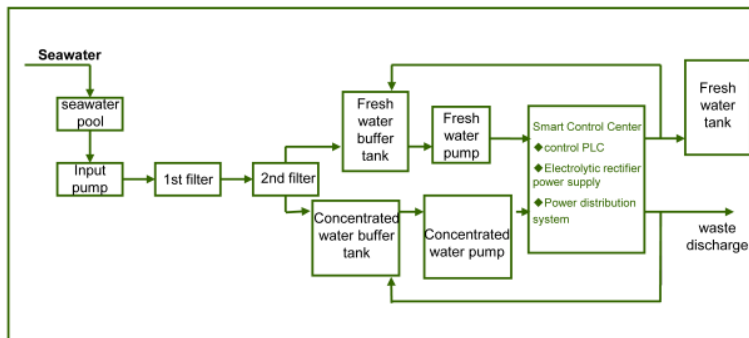 Seawater
seawater
pool
Input
pump
1st filter
2nd filter
Fresh
water
buffer
tank
Fresh
water
pump
Concentrated
water buffer
tank
Concentrated
water pump
Smart Control Center
◆control PLC
◆Electrolytic rectifier
power supply
◆Power distribution
system
Fresh
water
tank
waste
discharge